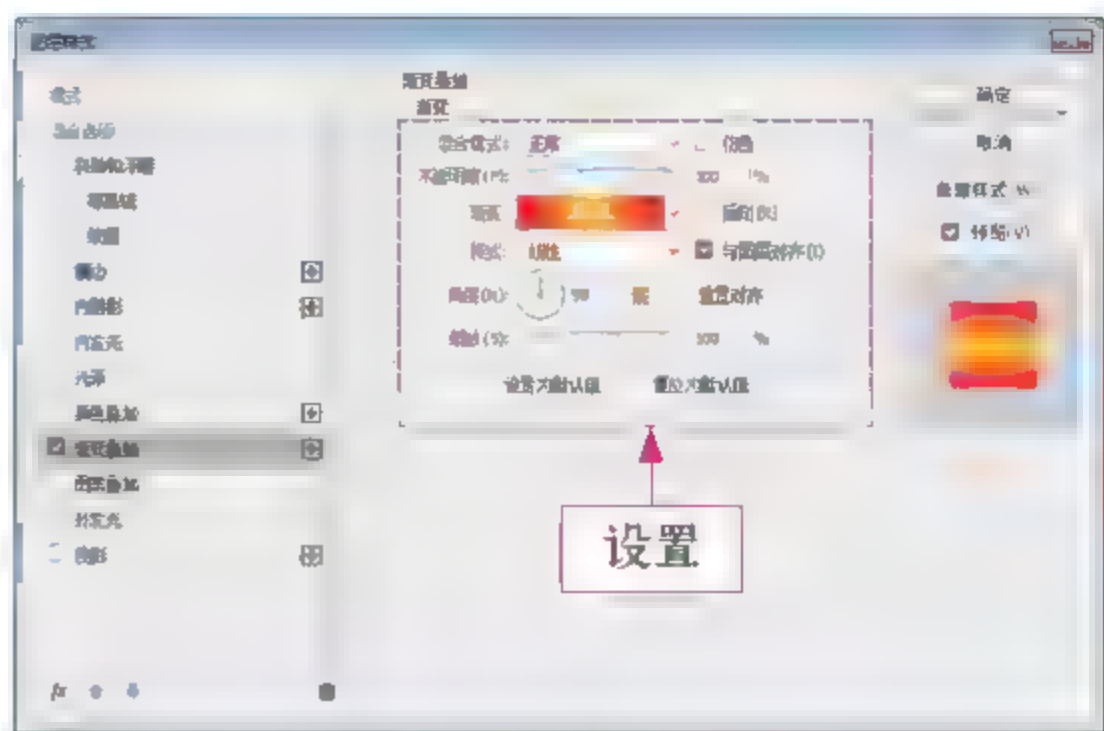 图层样式
样式
混合选项
斜面和浮雕
等高线
纹理
描边
内阴影
内发光
光泽
颜色叠加
渐变叠加
图案叠加
外发光
投影
fx
渐变叠加
渐变
混合模式: 正常 仿色
不透明度(P): 100 %
渐变: 反向(R)
样式: 线性 与图层对齐(I)
角度(N): 90 度 重置对齐
缩放(S): 100 %
设置为默认值 复位为默认值
设置
确定
取消
新建样式(W)
预览(V)